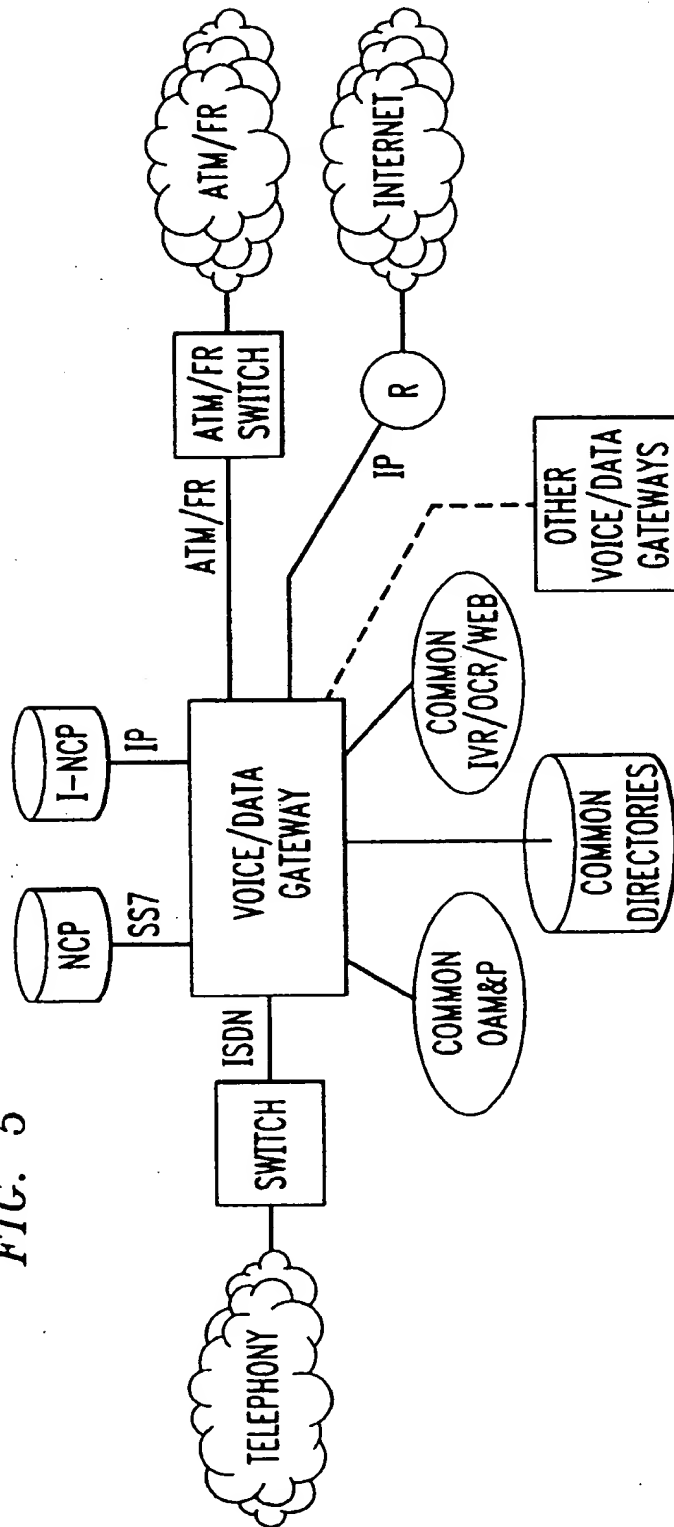 FIG. 5
NCP
I-NCP
SS7
IP
TELEPHONY
SWITCH
ISDN
VOICE/DATA
GATEWAY
ATM/FR
ATM/FR
SWITCH
ATM/FR
IP
R
INTERNET
COMMON
OAM&P
COMMON
DIRECTORIES
COMMON
IVR/OCR/WEB
OTHER
VOICE/DATA
GATEWAYS